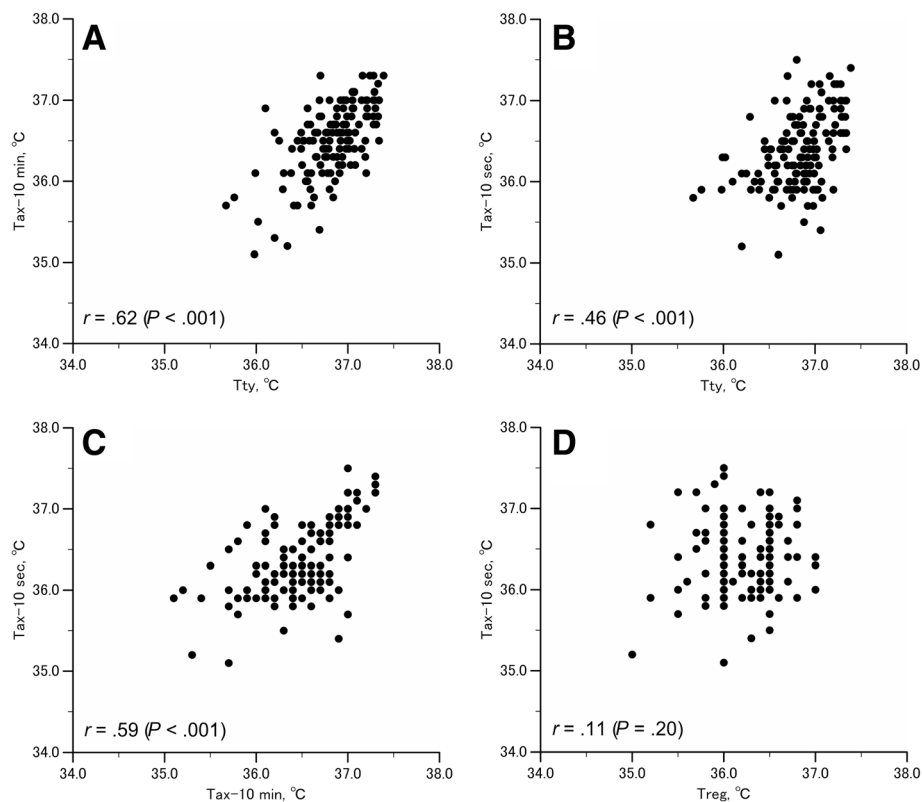 A
38.0
37.0
36.0
35.0
34.0
Tax-10 min, ℃
r = .62 (P < .001)
34.0 35.0 36.0 37.0 38.0
Tty, ℃
B
38.0
37.0
36.0
35.0
34.0
Tax-10 sec, ℃
r = .46 (P < .001)
34.0 35.0 36.0 37.0 38.0
Tty, ℃
C
38.0
37.0
36.0
35.0
34.0
Tax-10 sec, ℃
r = .59 (P < .001)
34.0 35.0 36.0 37.0 38.0
Tax-10 min, ℃
D
38.0
37.0
36.0
35.0
34.0
Tax-10 sec, ℃
r = .11 (P = .20)
34.0 35.0 36.0 37.0 38.0
Treg, ℃